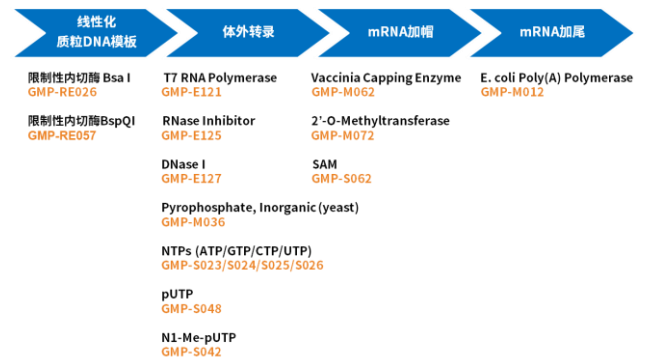 线性化
质粒DNA模板
体外转录
mRNA加帽
mRNA加尾
限制性内切酶 Bsa I
GMP-RE026
限制性内切酶BspQI
GMP-RE057
T7 RNA Polymerase
GMP-E121
RNase Inhibitor
GMP-E125
DNase I
GMP-E127
Pyrophosphate, Inorganic (yeast)
GMP-M036
NTPs (ATP/GTP/CTP/UTP)
GMP-S023/S024/S025/S026
pUTP
GMP-S048
N1-Me-pUTP
GMP-S042
Vaccinia Capping Enzyme
GMP-M062
2'-O-Methyltransferase
GMP-M072
SAM
GMP-S062
E. coli Poly(A) Polymerase
GMP-M012